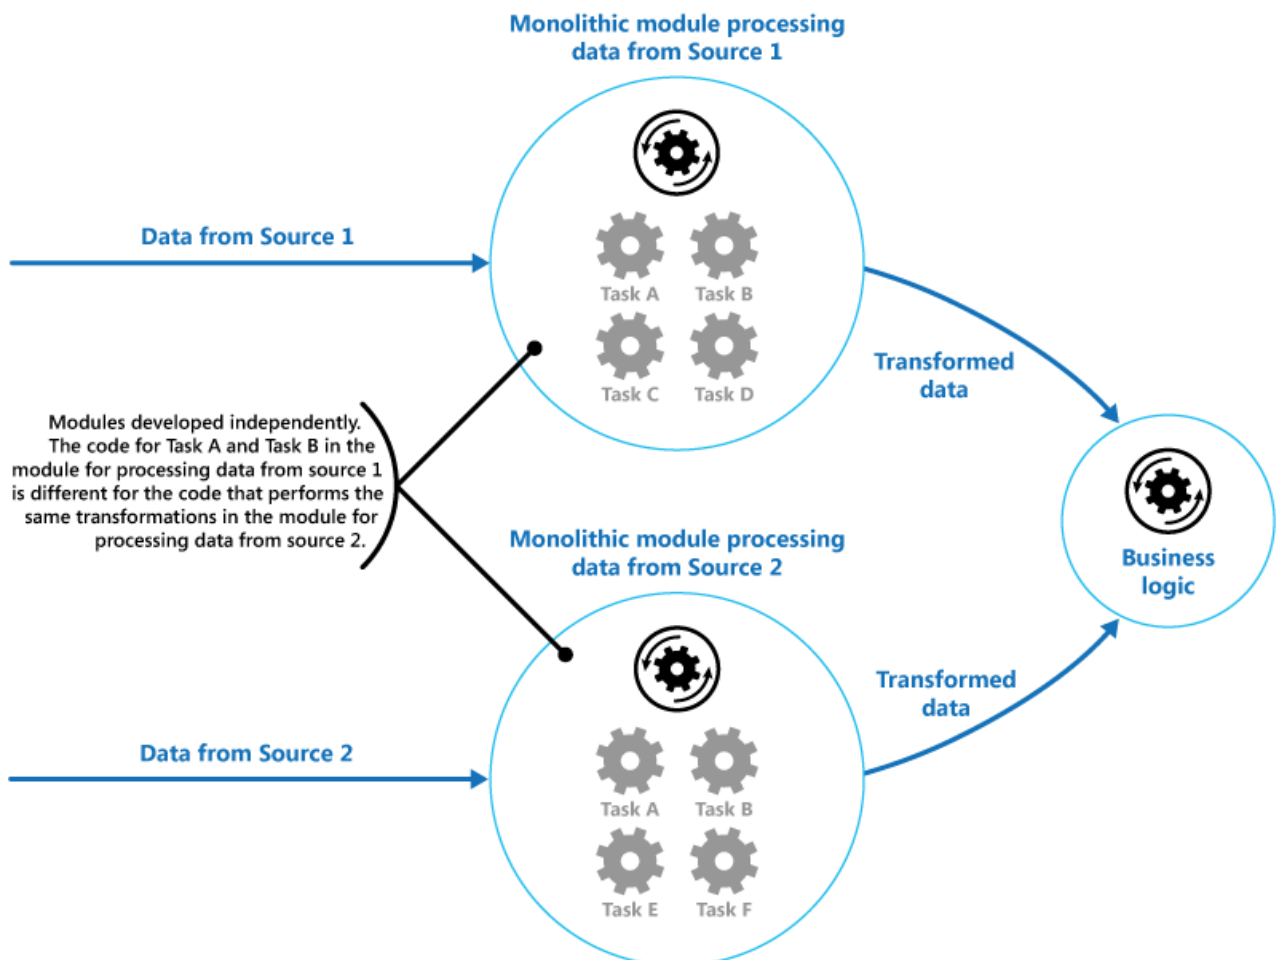 Monolithic module processing
data from Source 1
Data from Source 1
Task A
Task B
Task C
Task D
Transformed
data
Modules developed independently.
The code for Task A and Task B in the
module for processing data from source 1
is different for the code that performs the
same transformations in the module for
processing data from source 2.
Business
logic
Monolithic module processing
data from Source 2
Data from Source 2
Task A
Task B
Task E
Task F
Transformed
data